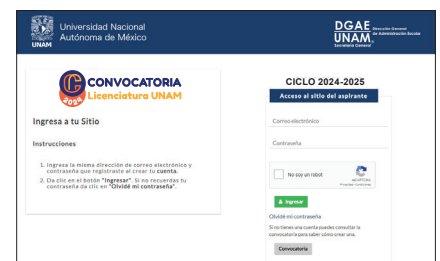 Universidad Nacional
Autónoma de México
UNAM
DGAE
UNAM
Dirección General
de Administración Escolar
Secretaría General
CONVOCATORIA
Licenciatura UNAM
2024
Ingresa a tu Sitio
Instrucciones
1. Ingresa la misma dirección de correo electrónico y
contraseña que registraste al crear tu cuenta.
2. Da clic en el botón "Ingresar". Si no recuerdas tu
contraseña da clic en "Olvidé mi contraseña".
CICLO 2024-2025
Acceso al sitio del aspirante
Correo electrónico
Contraseña
No soy un robot
reCAPTCHA
Privacidad - Condiciones
Ingresar
Olvidé mi contraseña
Si no tienes una cuenta puedes consultar la
convocatoria para saber cómo crear una.
Convocatoria